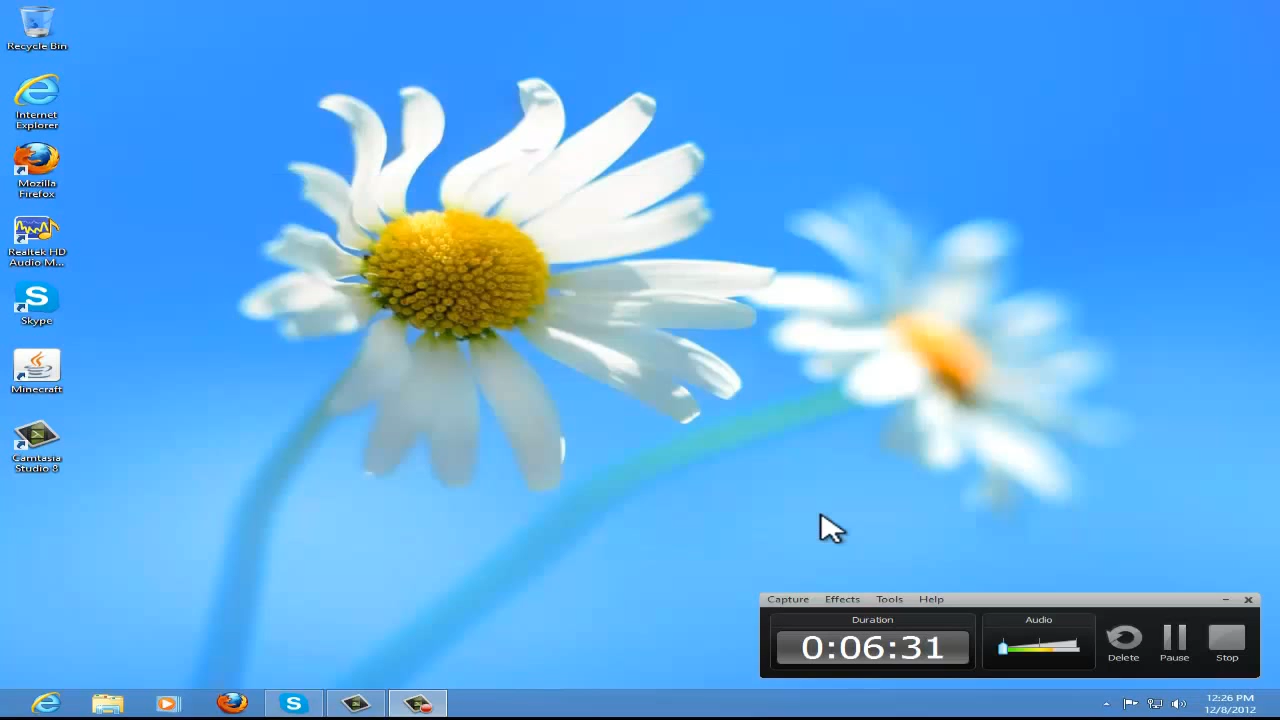 Recycle Bin
Internet
Explorer
Mozilla
Firefox
Realtek HD
Audio M...
Skype
Minecraft
Camtasia
Studio 8
Capture Effects Tools Help
Duration
0:06:31
Audio
Delete
Pause
Stop
12:26 PM
12/8/2012